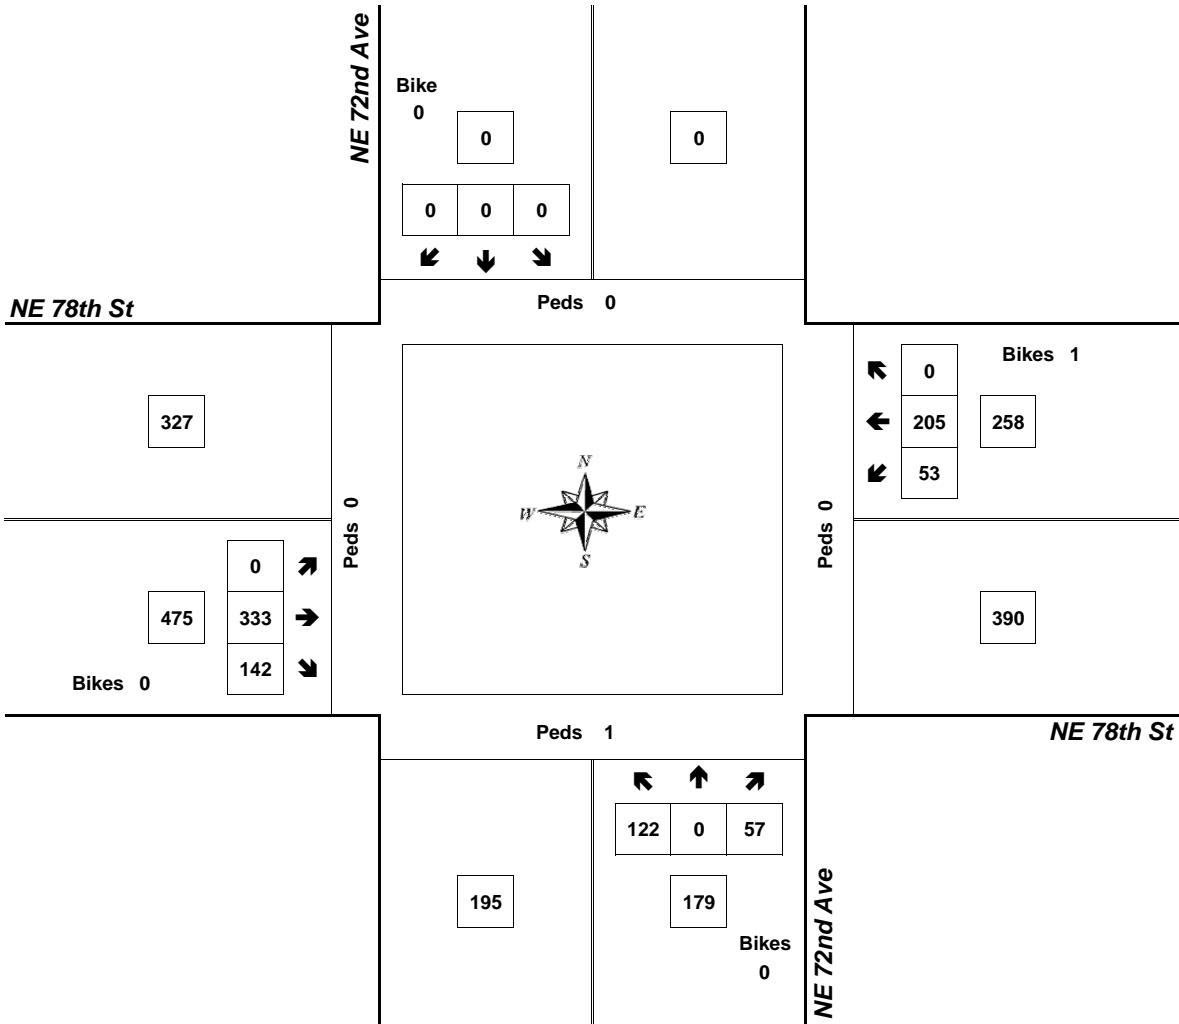 NE 72nd Ave
Bike
0
0
0
0 0 0
Peds 0
NE 78th St
Bikes 1
0
327
205 258
53
N
W E
S
Peds 0
Peds 0
0
475 333
142
390
Bikes 0
Peds 1
NE 78th St
122 0 57
195
179
Bikes
0
NE 72nd Ave